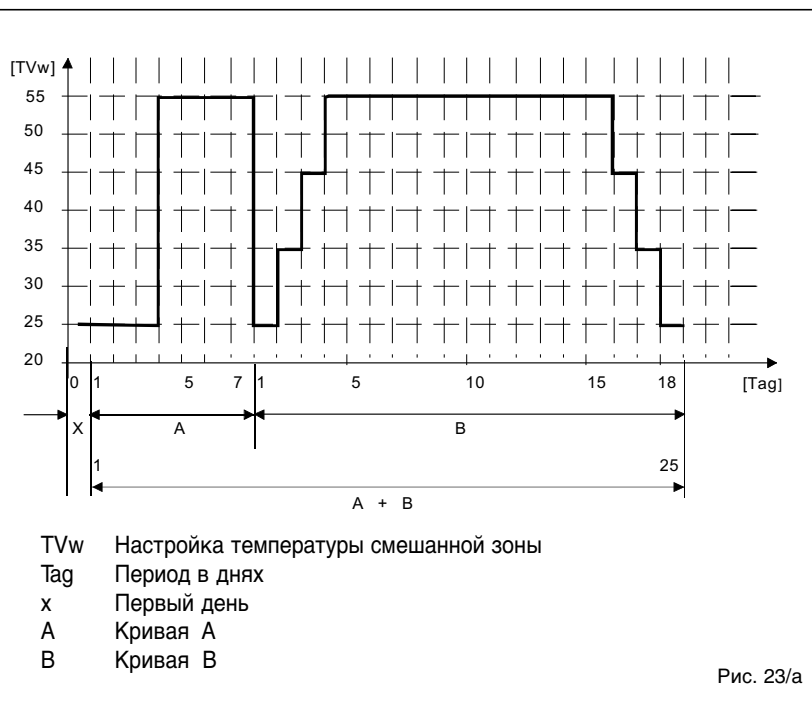 [TVw]
55
50
45
40
35
30
25
20
0 1 5 7 1 5 10 15 18 [Tag]
X A B
1 25
A + B
TVw Настройка температуры смешанной зоны
Tag Период в днях
x Первый день
A Кривая A
B Кривая B
Рис. 23/a